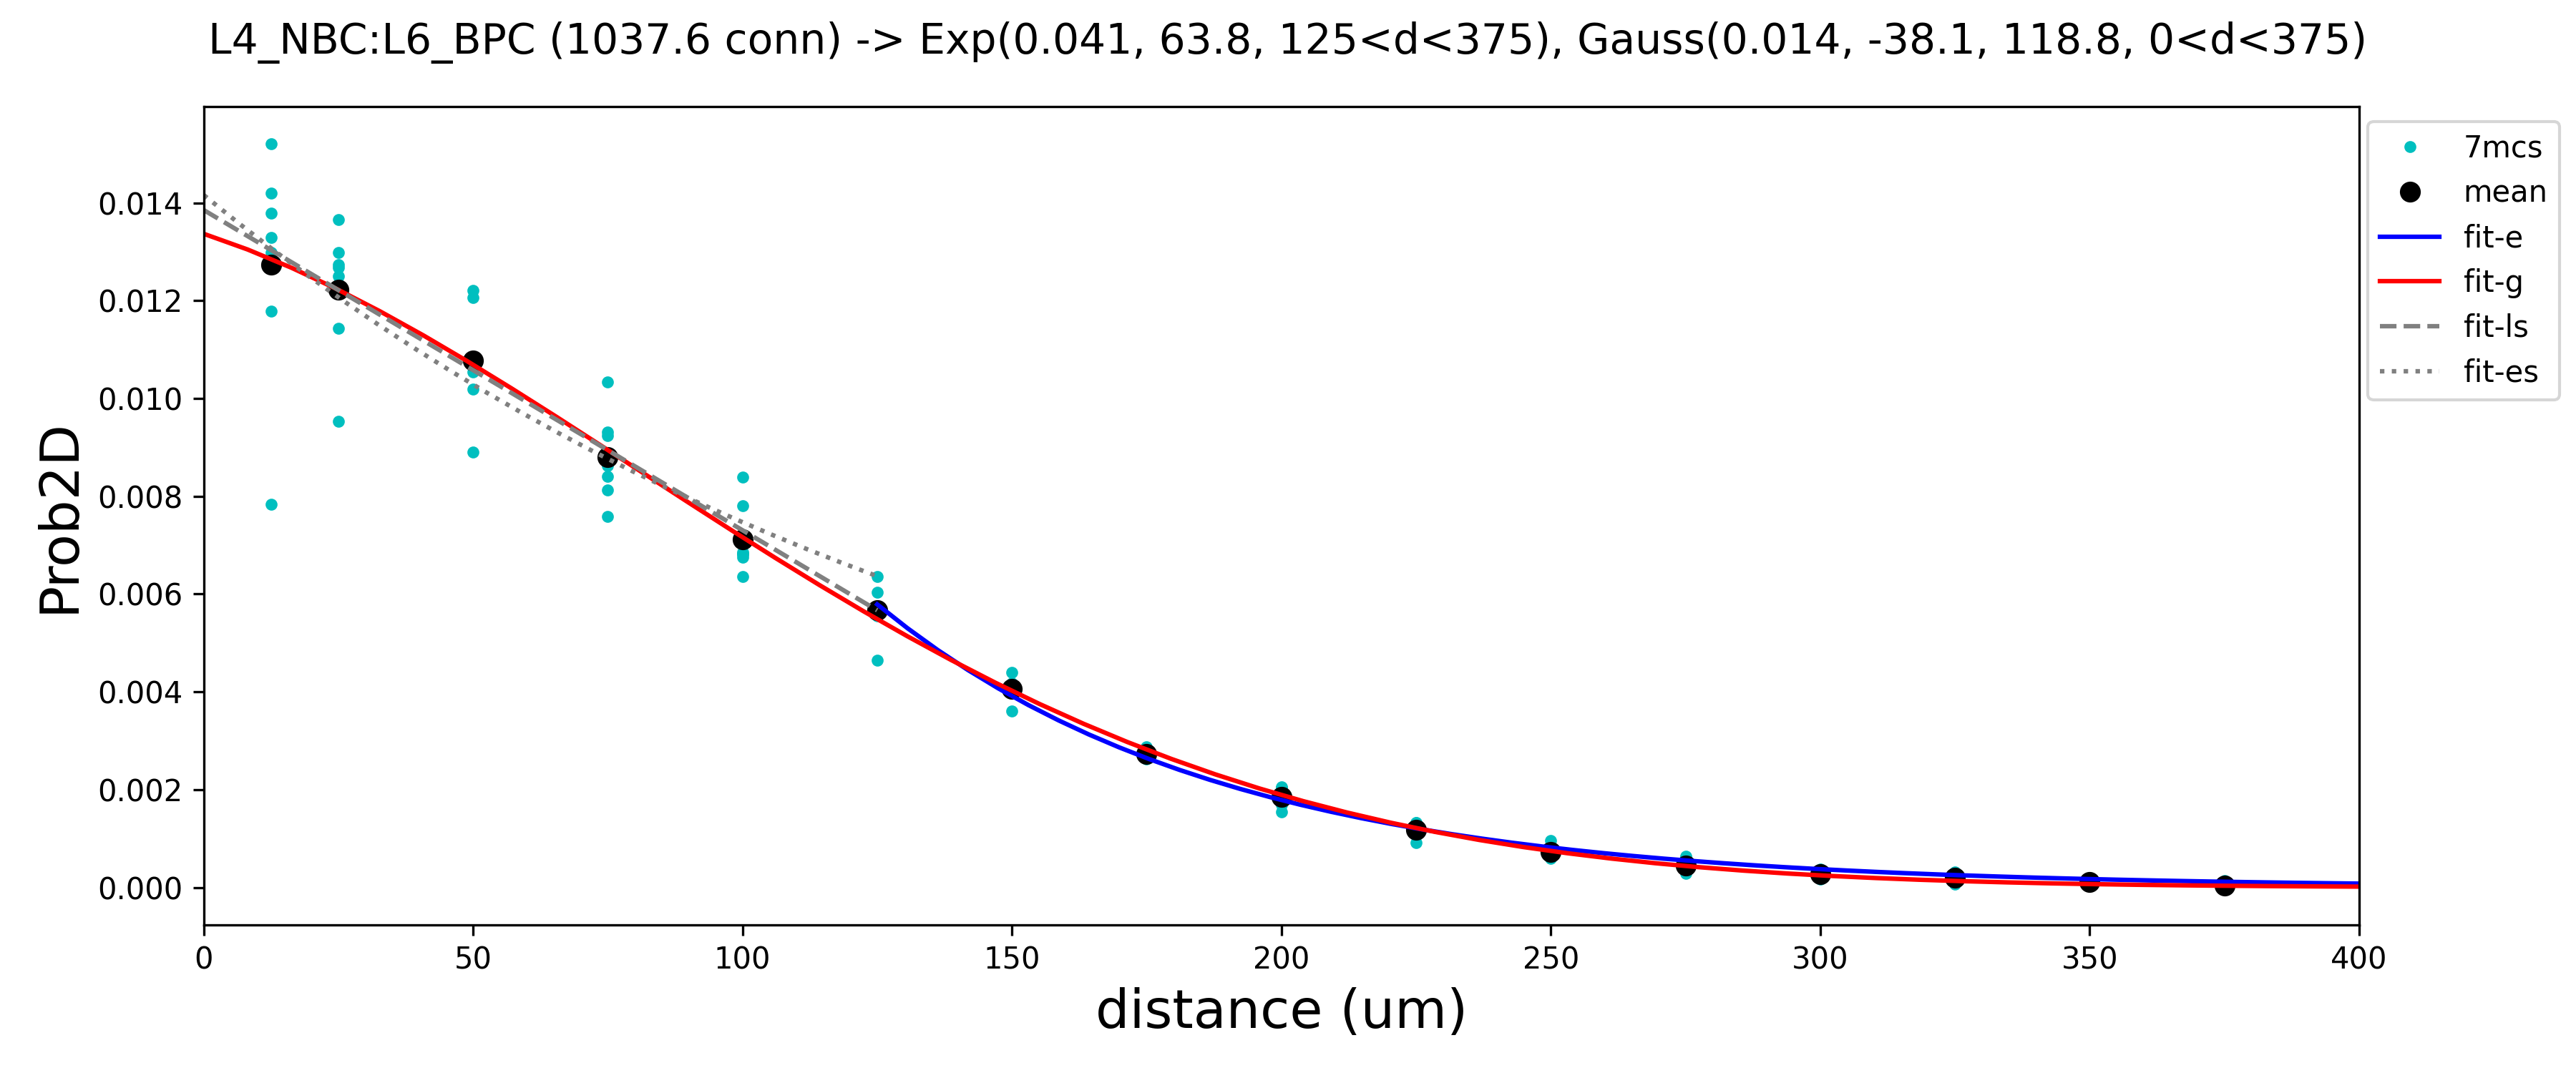 L4_NBC:L6_BPC (1037.6 conn) -> Exp(0.041, 63.8, 125<d<375), Gauss(0.014, -38.1, 118.8, 0<d<375)
7mcs
mean
fit-e
fit-g
fit-ls
fit-es
Prob2D
0.014
0.012
0.010
0.008
0.006
0.004
0.002
0.000
0 50 100 150 200 250 300 350 400
distance (um)